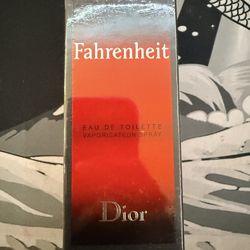 Fahrenheit
EAU DE TOILETTE
VAPORISATEUR SPRAY
Dior